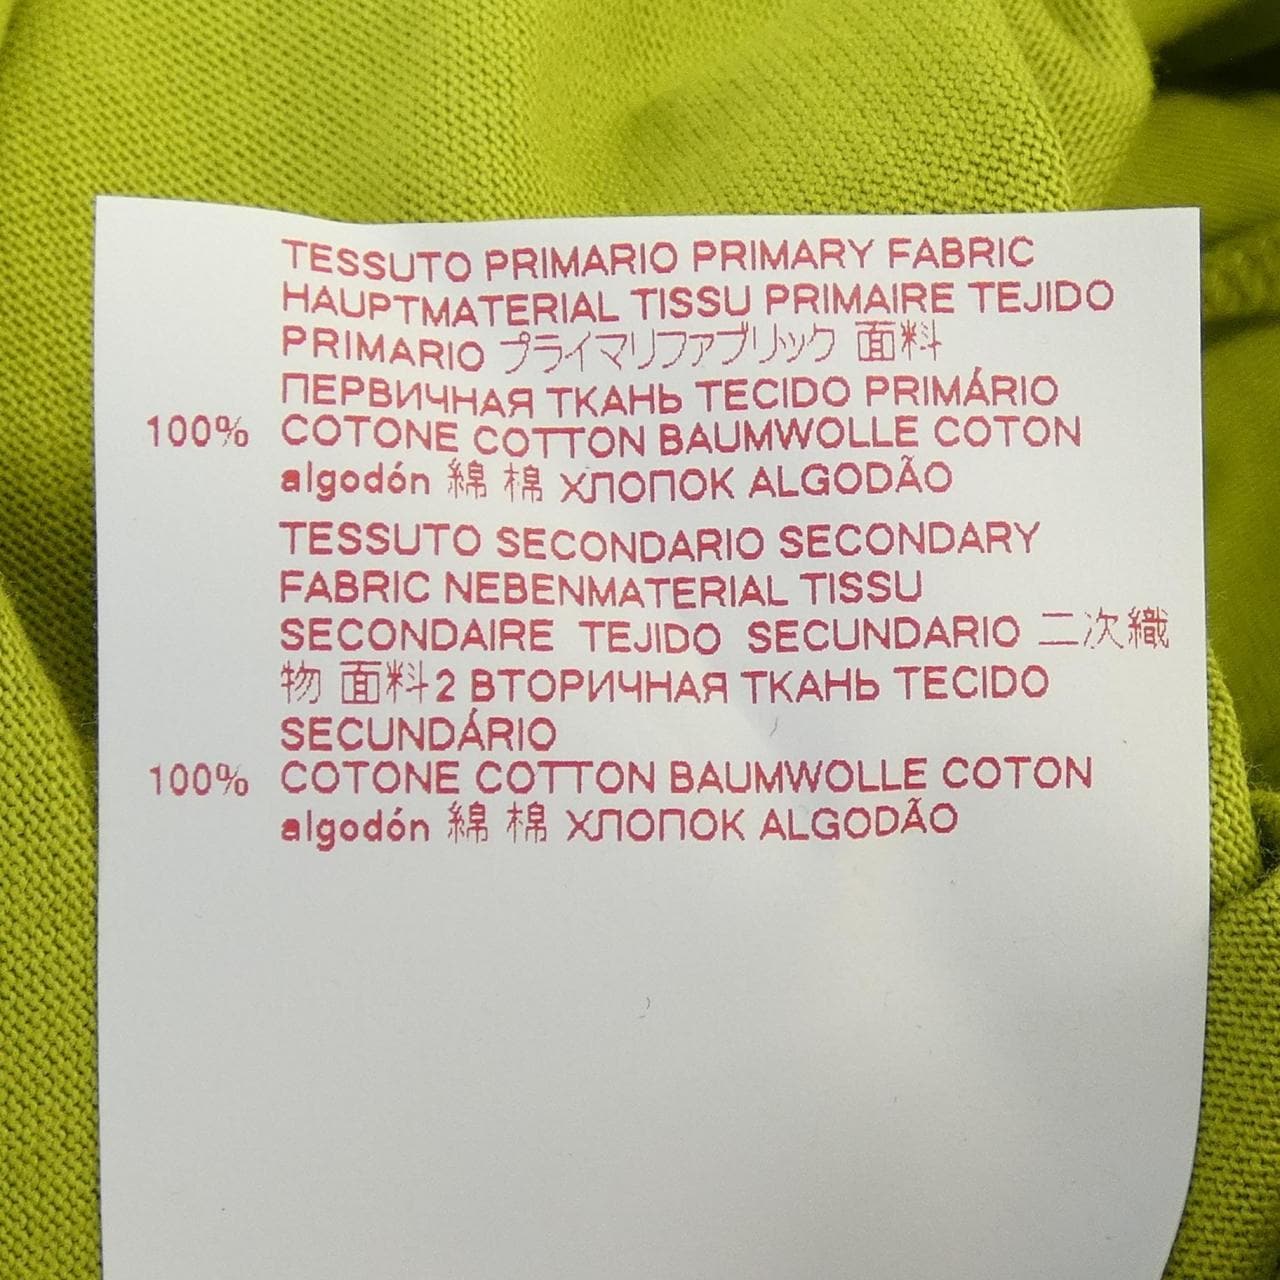 TESSUTO PRIMARIO PRIMARY FABRIC
HAUPTMATERIAL TISSU PRIMAIRE TEJIDO
PRIMARIO プライマリファブリック 面料
ПЕРВИЧНАЯ ТКАНЬ TECIDO PRIMÁRIO
100% COTONE COTTON BAUMWOLLE COTON
algodón 綿 棉 ХЛОПОК ALGODÃO
TESSUTO SECONDARIO SECONDARY
FABRIC NEBENMATERIAL TISSU
SECONDAIRE TEJIDO SECUNDARIO 二次織
物 面料2 ВТОРИЧНАЯ ТКАНЬ TECIDO
SECUNDÁRIO
100% COTONE COTTON BAUMWOLLE COTON
algodón 綿 棉 ХЛОПОК ALGODÃO